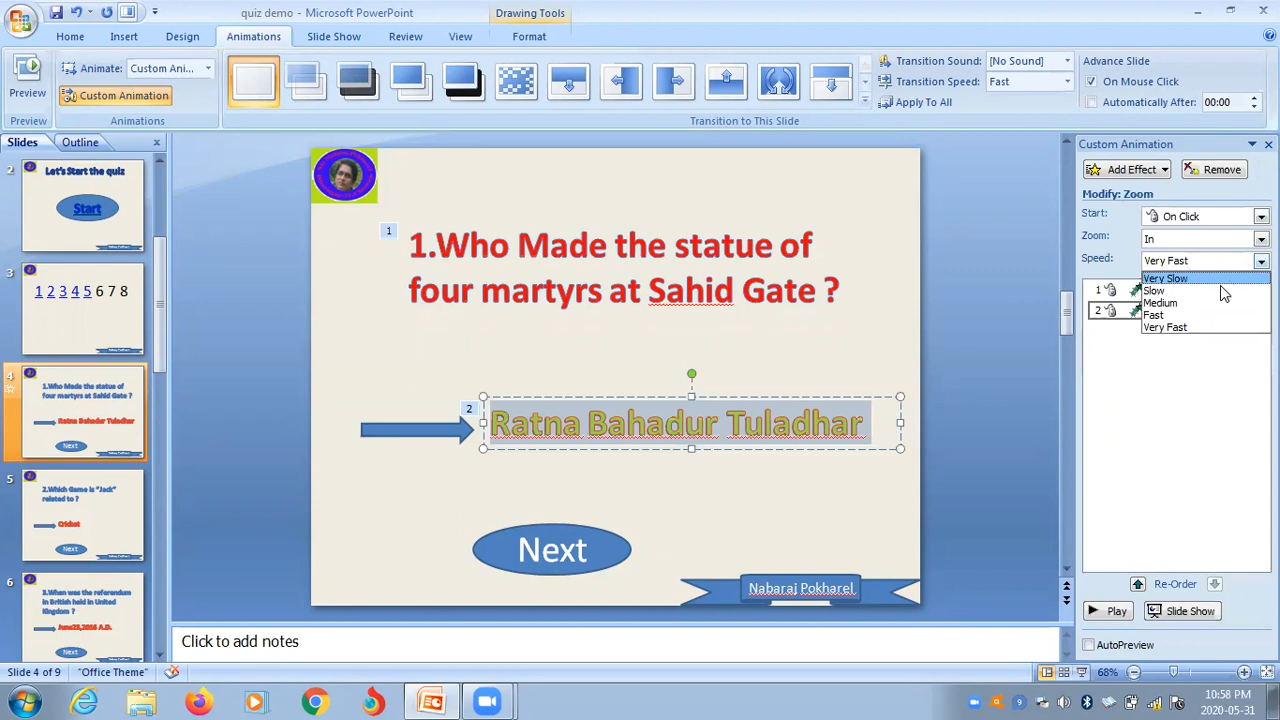 quiz demo - Microsoft PowerPoint
Drawing Tools
Home Insert Design Animations Slide Show Review View Format
Preview
Animate: Custom Ani...
Custom Animation
Transition Sound: [No Sound]
Transition Speed: Fast
Apply To All
Advance Slide
On Mouse Click
Automatically After: 00:00
Preview
Animations
Transition to This Slide
Slides Outline
2
Let's Start the quiz
Start
3
1 2 3 4 5 6 7 8
4
1.Who Made the statue of
four martyrs at Sahid Gate ?
Ratna Bahadur Tuladhar
Next
5
2.Which Game is "Jack"
related to ?
Cricket
Next
6
3.When was the referendum
in British held in United
Kingdom ?
June23,2016 A.D.
Next
1
1.Who Made the statue of
four martyrs at Sahid Gate ?
2
Ratna Bahadur Tuladhar
Next
Nabaraj Pokharel
Click to add notes
Custom Animation
Add Effect Remove
Modify: Zoom
Start: On Click
Zoom: In
Speed: Very Fast
Very Slow
Slow
Medium
Fast
Very Fast
1
2
Re-Order
Play Slide Show
AutoPreview
Slide 4 of 9 "Office Theme" 68%
10:58 PM
2020-05-31